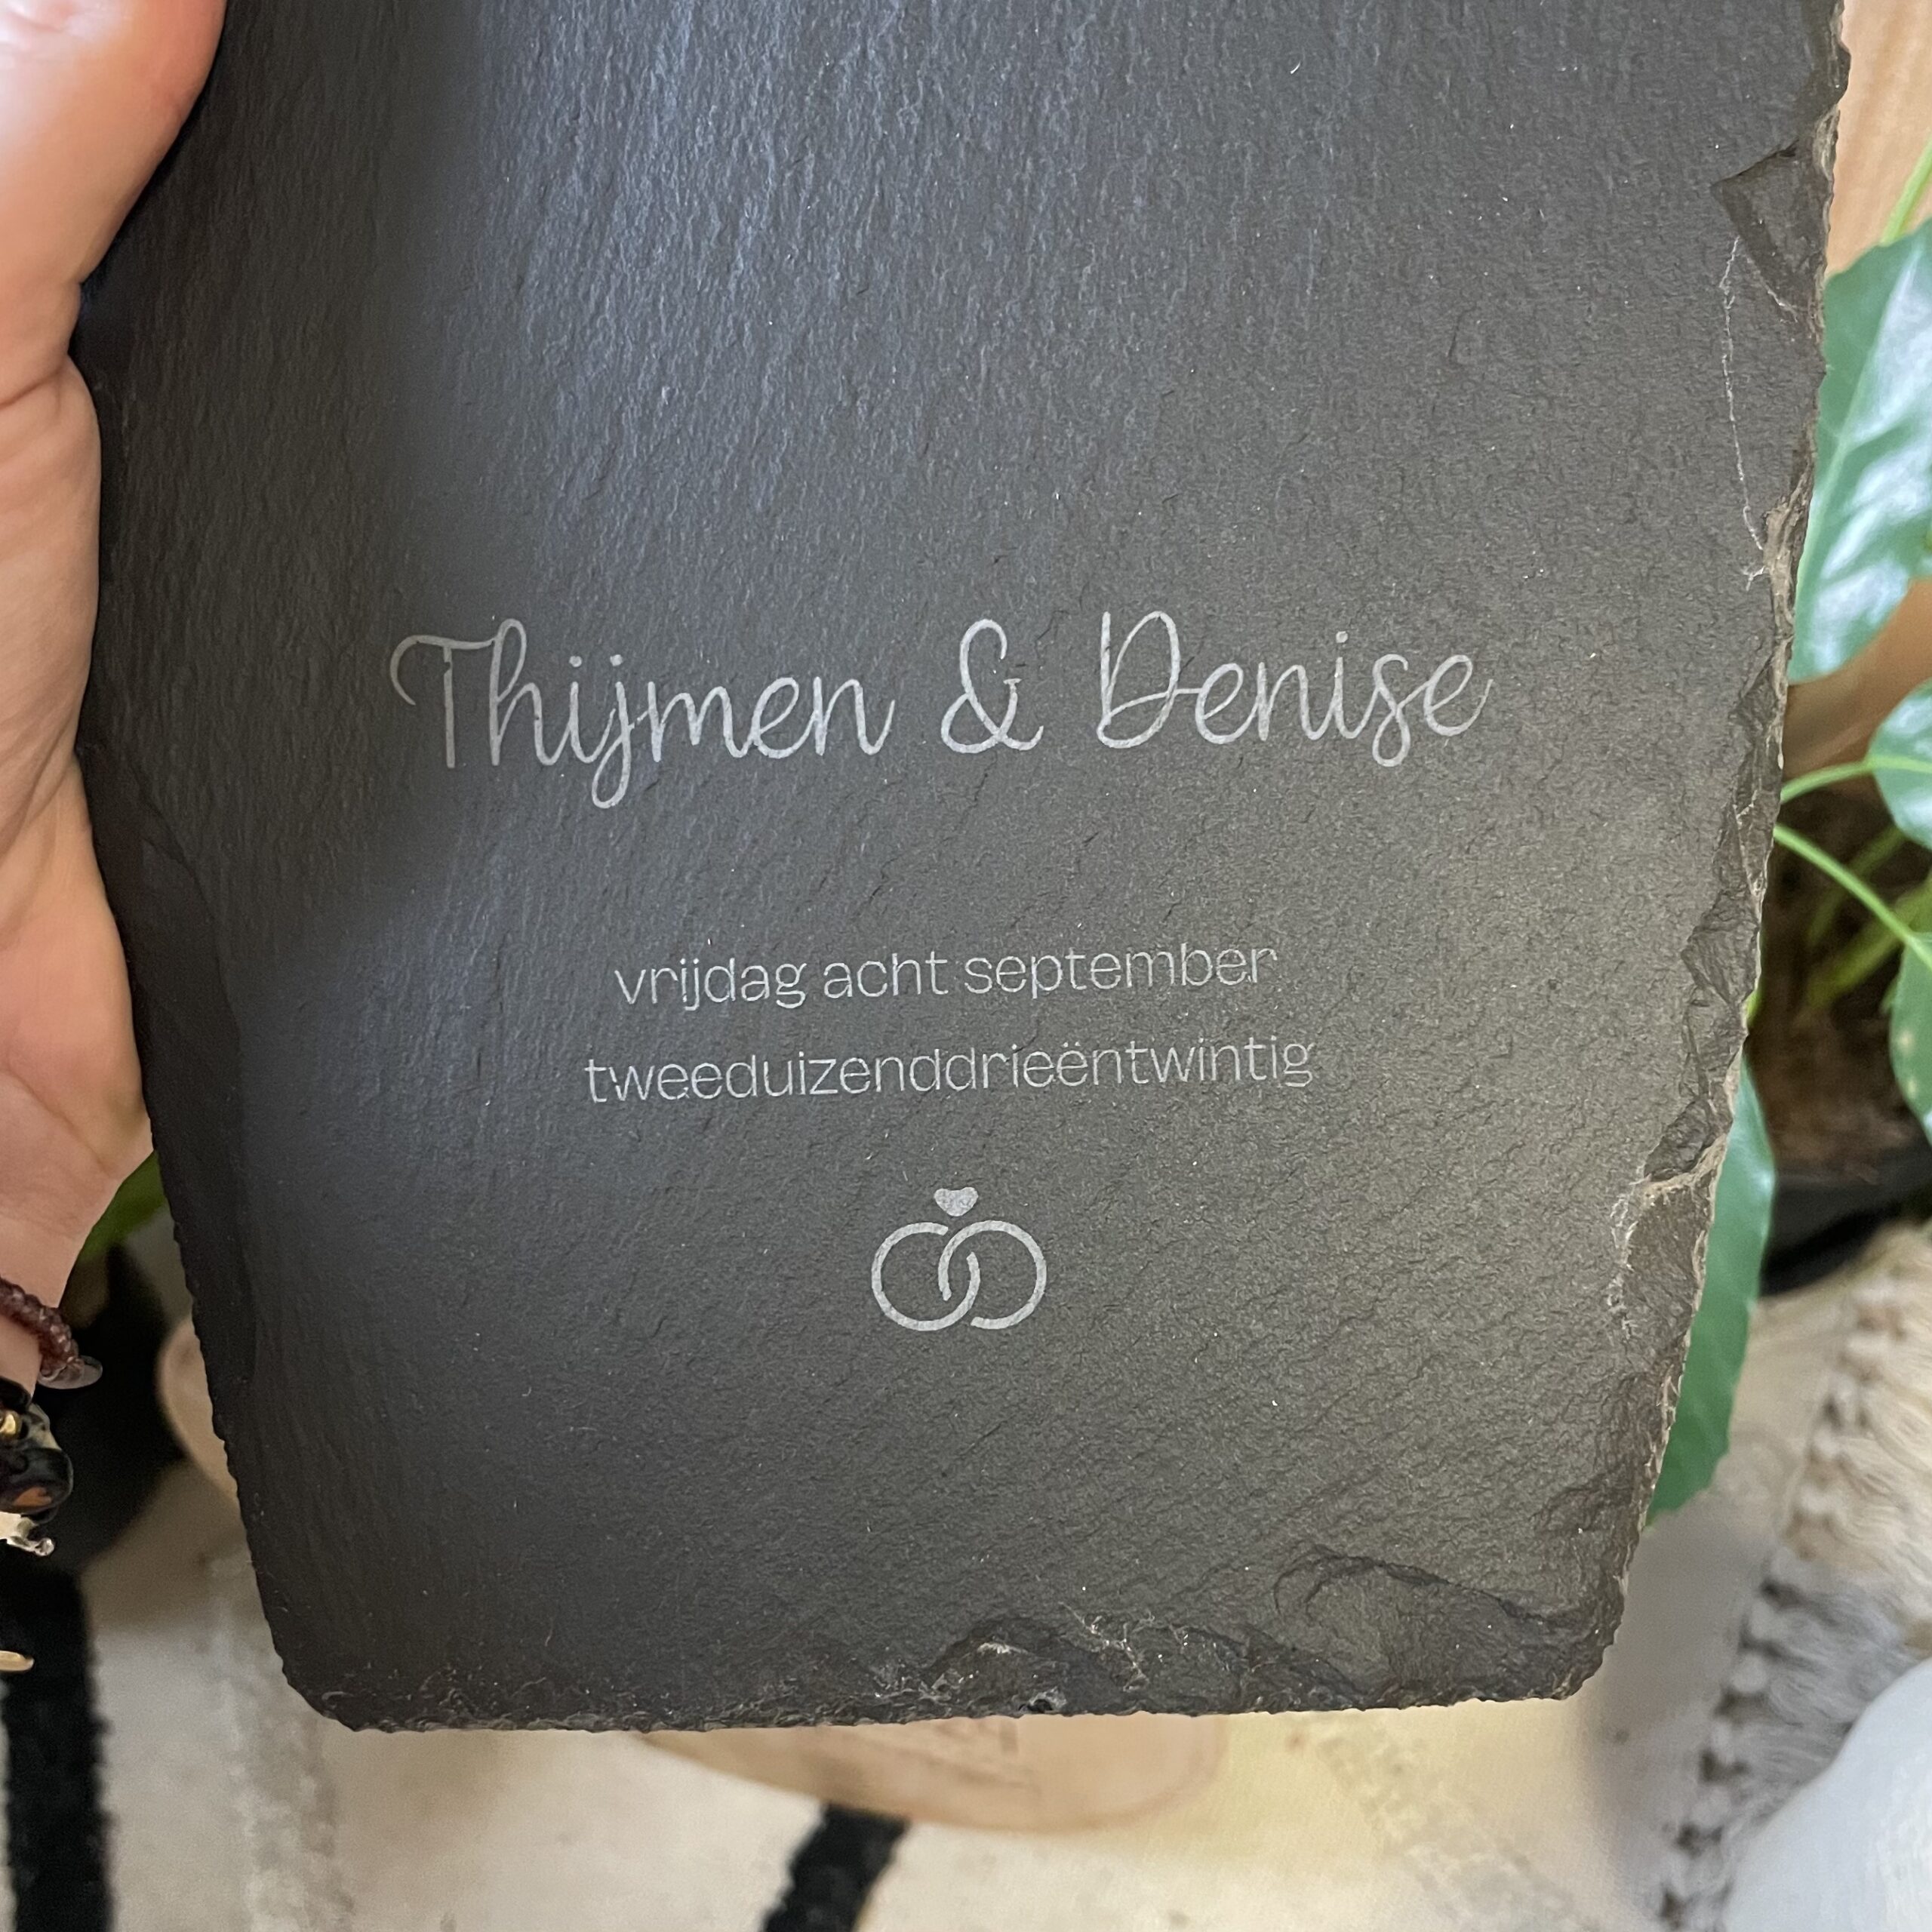 Thijmen & Denise
vrijdag acht september
tweeduizenddrieëntwintig